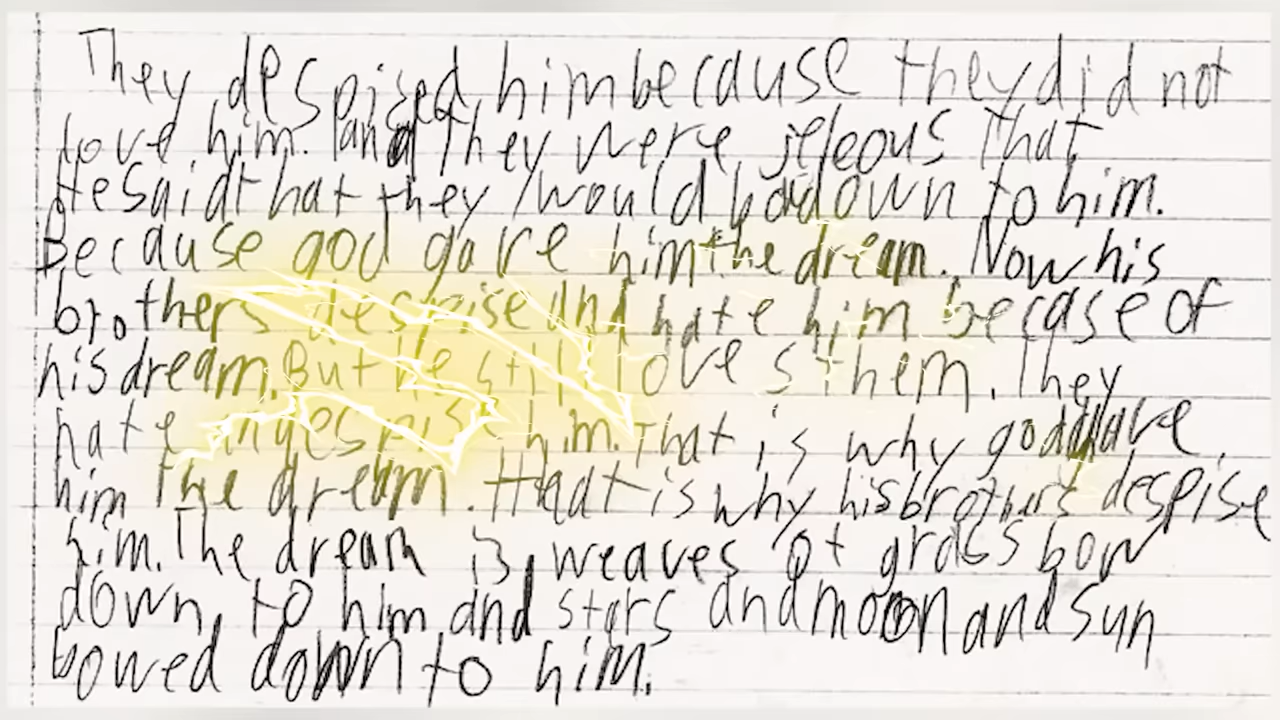 They despised him because they did not
love him. and They were jeleous That
He said that they would bow down to him.
Because god gave him the dream. Now his
brothers despise and hate him becase of
his dream. But he still loves them. They
hate an despise him. That is why god gave
him The dream. Thadt is why his brothers despise
him. The dream is weaves of grass bow
down to him and stars and moon and sun
bowed down to him.